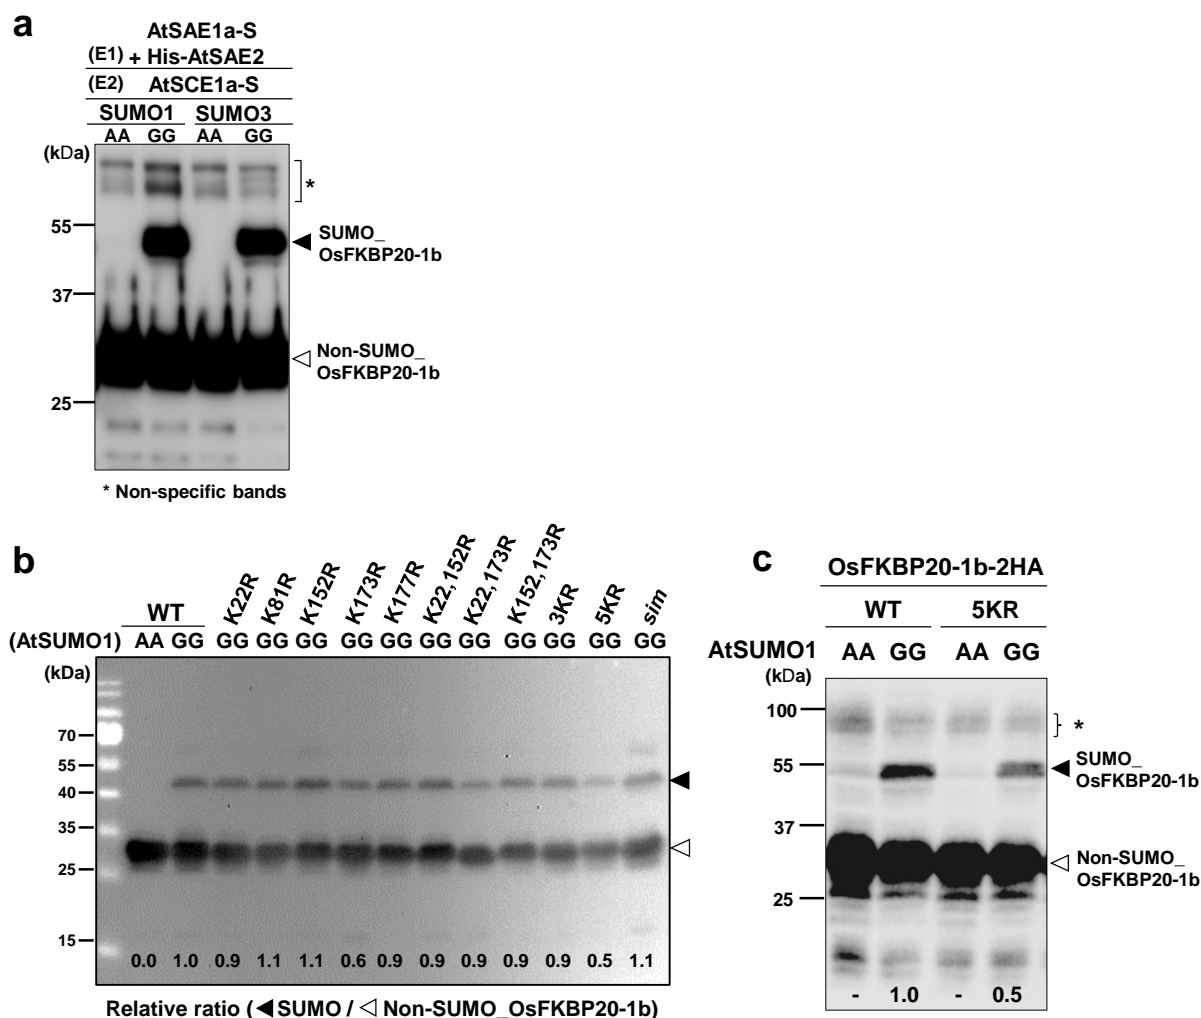 a
AtSAE1a-S
(E1) + His-AtSAE2
(E2) AtSCE1a-S
SUMO1 SUMO3
AA GG AA GG
(kDa)
*
55
SUMO_
OsFKBP20-1b
37
Non-SUMO_
OsFKBP20-1b
25
* Non-specific bands
b
WT K22R K81R K152R K173R K177R K22,152R K22,173R K152,173R 3KR 5KR sim
(AtSUMO1) AA GG GG GG GG GG GG GG GG GG GG GG GG
(kDa)
70
55
40
35
25
15
0.0 1.0 0.9 1.1 1.1 0.6 0.9 0.9 0.9 0.9 0.9 0.5 1.1
Relative ratio (◄ SUMO / ◁ Non-SUMO_OsFKBP20-1b)
c
OsFKBP20-1b-2HA
WT 5KR
AtSUMO1 AA GG AA GG
(kDa)
100
*
55
SUMO_
OsFKBP20-1b
37
Non-SUMO_
OsFKBP20-1b
25
- 1.0 - 0.5